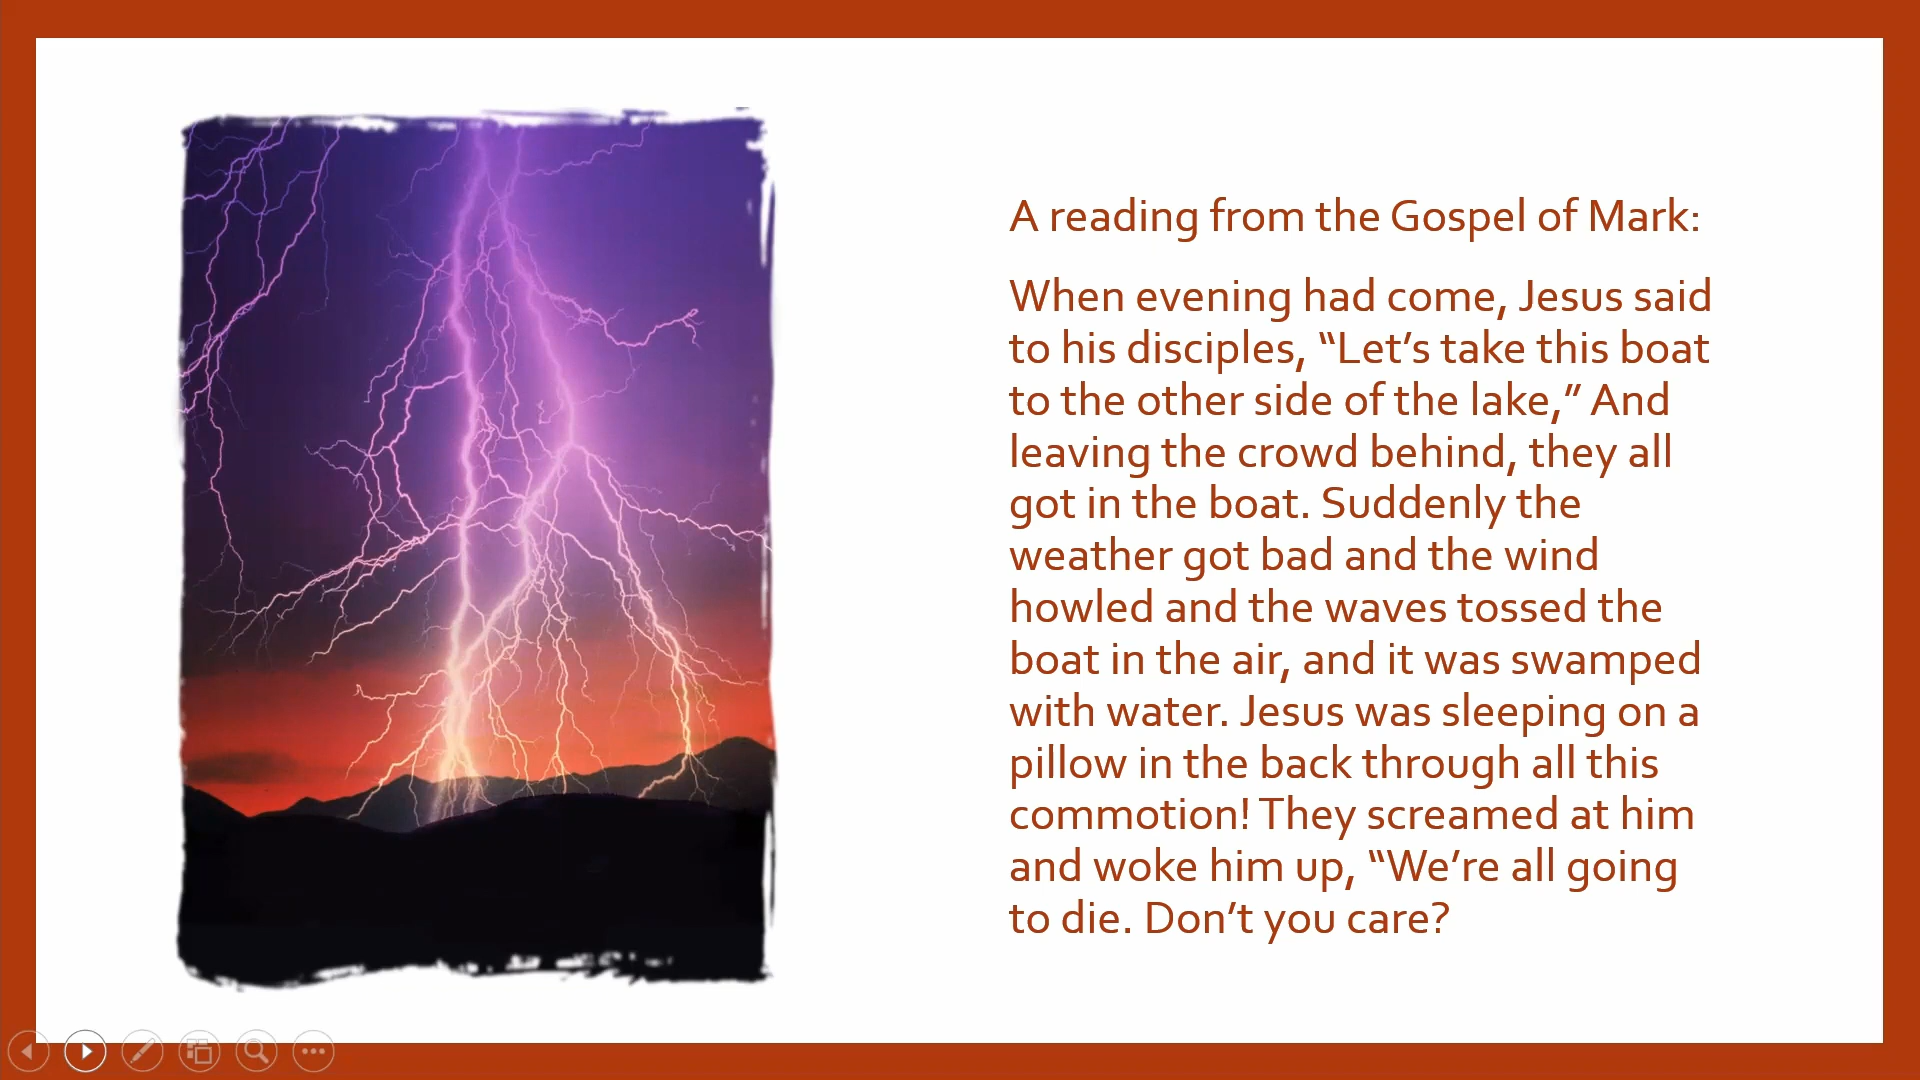 A reading from the Gospel of Mark:
When evening had come, Jesus said
to his disciples, “Let’s take this boat
to the other side of the lake,” And
leaving the crowd behind, they all
got in the boat. Suddenly the
weather got bad and the wind
howled and the waves tossed the
boat in the air, and it was swamped
with water. Jesus was sleeping on a
pillow in the back through all this
commotion! They screamed at him
and woke him up, “We’re all going
to die. Don’t you care?